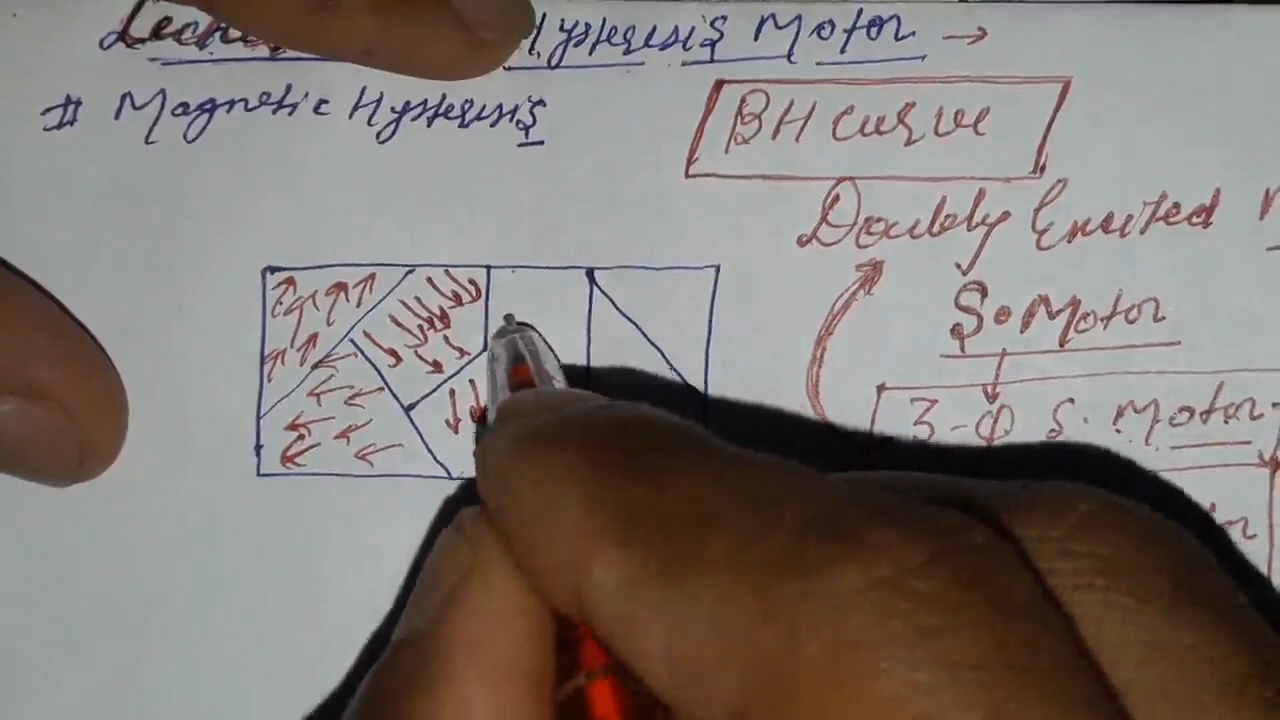 Hysteresis Motor →
# Magnetic Hysteresis
BH curve
Doubly Excited
S. Motor
3-Φ S. Motor